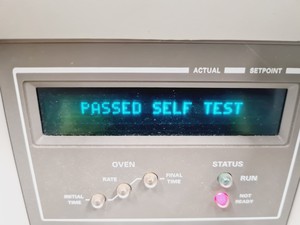 ACTUAL SETPOINT
PASSED SELF TEST
OVEN STATUS
FINAL
RATE TIME RUN
INITIAL NOT
TIME READY